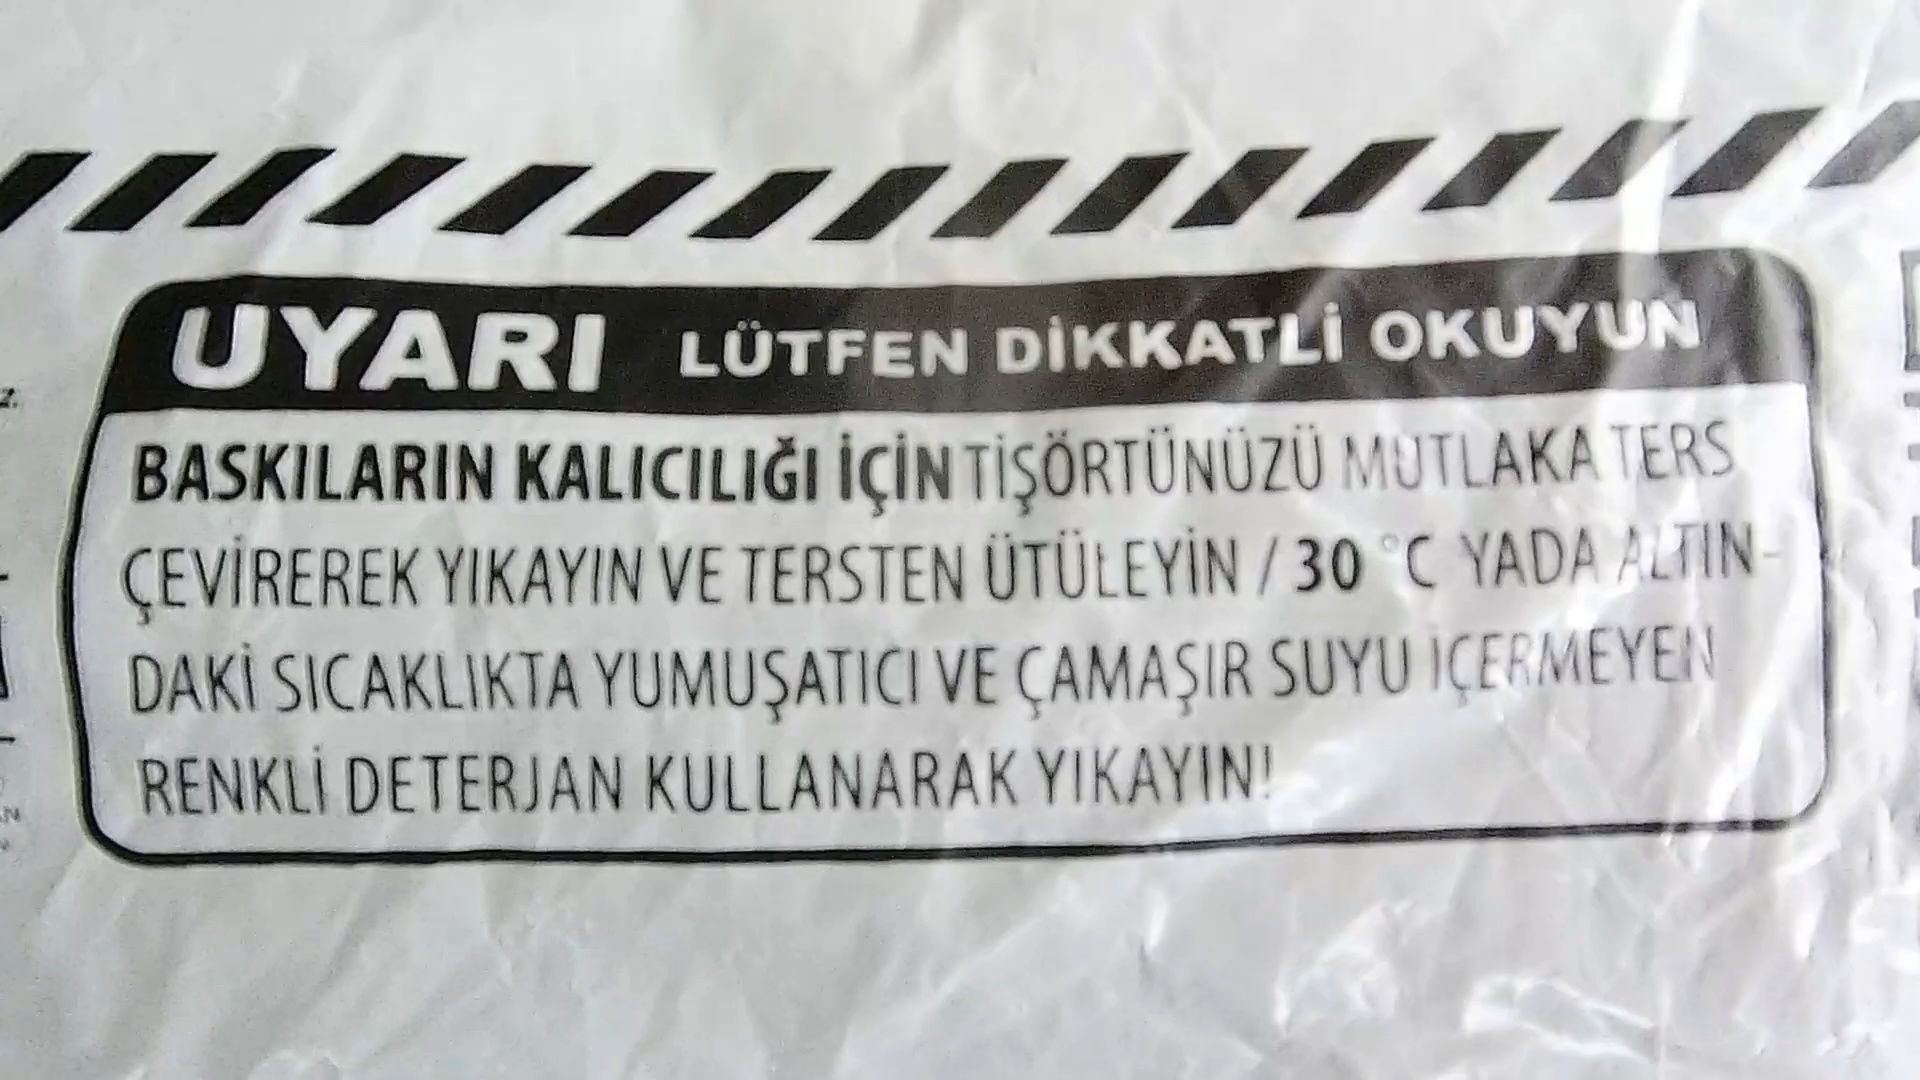 UYARI LÜTFEN DİKKATLİ OKUYUN
BASKILARIN KALICILIĞI İÇİN TİŞÖRTÜNÜZÜ MUTLAKA TERS
ÇEVİREREK YIKAYIN VE TERSTEN ÜTÜLEYİN / 30 °C YADA ALTIN-
DAKİ SICAKLIKTA YUMUŞATICI VE ÇAMAŞIR SUYU İÇERMEYEN
RENKLİ DETERJAN KULLANARAK YIKAYIN!